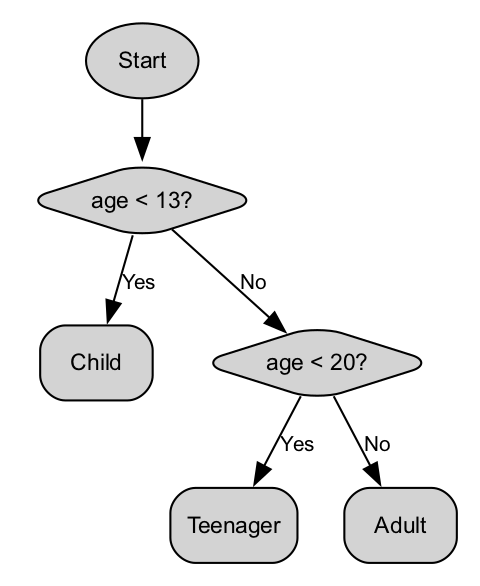 Start
age < 13?
Yes
No
Child
age < 20?
Yes
No
Teenager
Adult